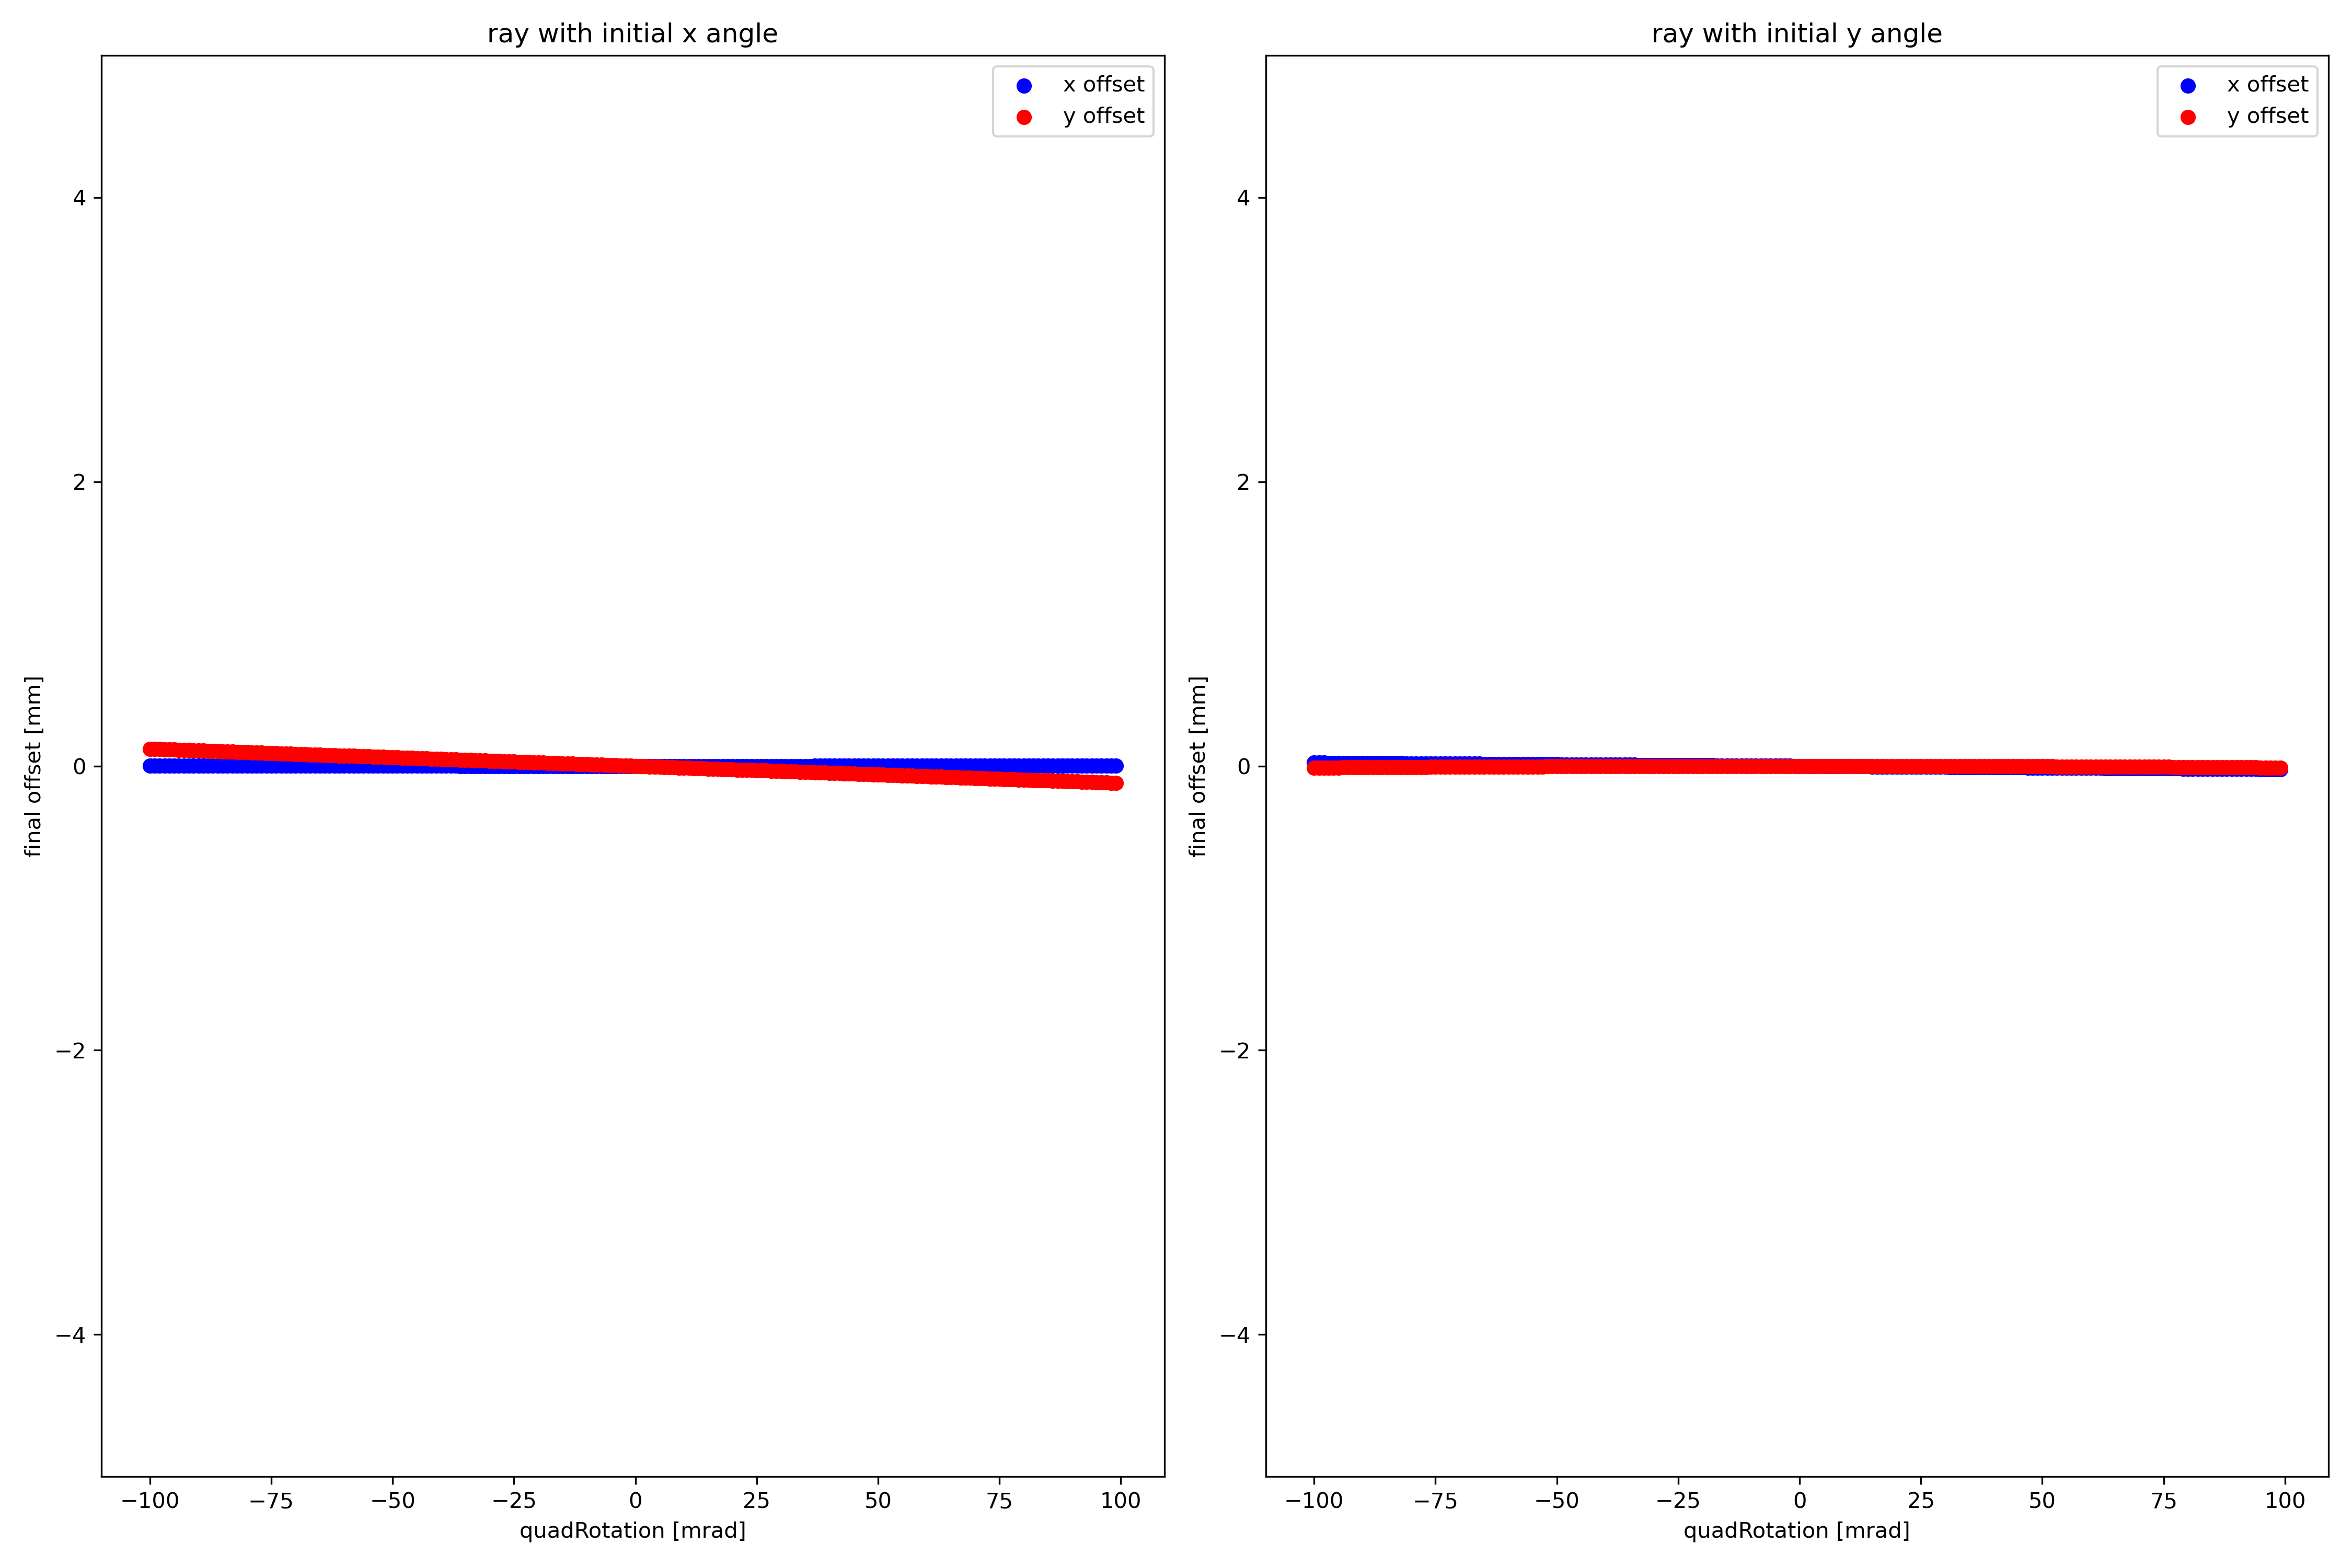 ray with initial x angle
x offset
y offset
4
2
0
−2
−4
final offset [mm]
−100 −75 −50 −25 0 25 50 75 100
quadRotation [mrad]
ray with initial y angle
x offset
y offset
4
2
0
−2
−4
final offset [mm]
−100 −75 −50 −25 0 25 50 75 100
quadRotation [mrad]